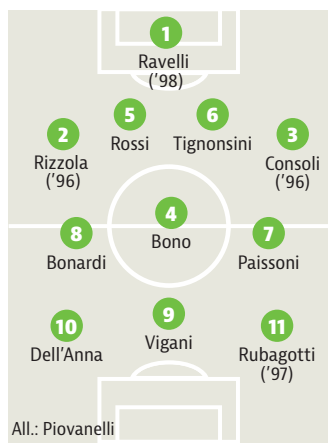 1
Ravelli
('98)
5
Rossi
6
Tignonsini
2
Rizzola
('96)
3
Consoli
('96)
4
Bono
8
Bonardi
7
Paissoni
9
Vigani
10
Dell'Anna
11
Rubagotti
('97)
All.: Piovanelli